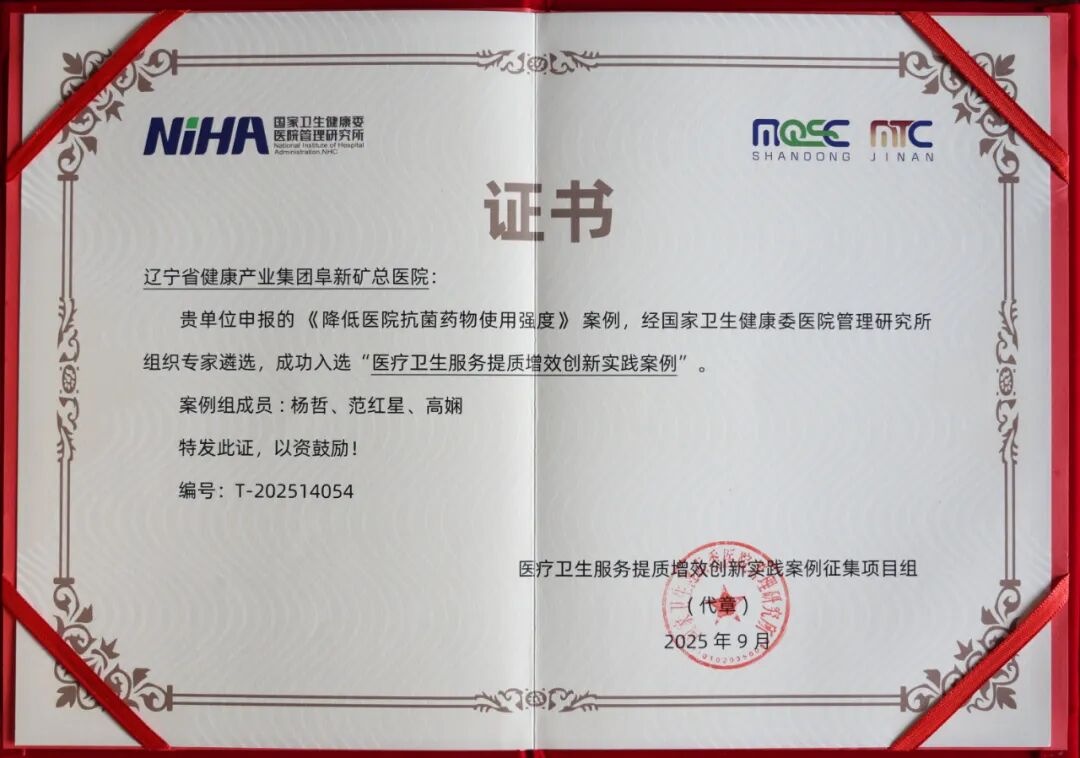 NiHA 国家卫生健康委
医院管理研究所
National Institute of Hospital
Administration,NHC
MQSC MTC
SHANDONG JINAN
证书
辽宁省健康产业集团阜新矿总医院:
贵单位申报的《降低医院抗菌药物使用强度》案例，经国家卫生健康委医院管理研究所
组织专家遴选，成功入选“医疗卫生服务提质增效创新实践案例”。
案例组成员:杨哲、范红星、高娴
特发此证，以资鼓励！
编号：T-202514054
医疗卫生服务提质增效创新实践案例征集项目组
（代章）
2025年9月